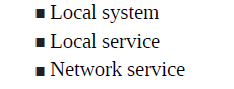 ▪ Local system
▪ Local service
▪ Network service